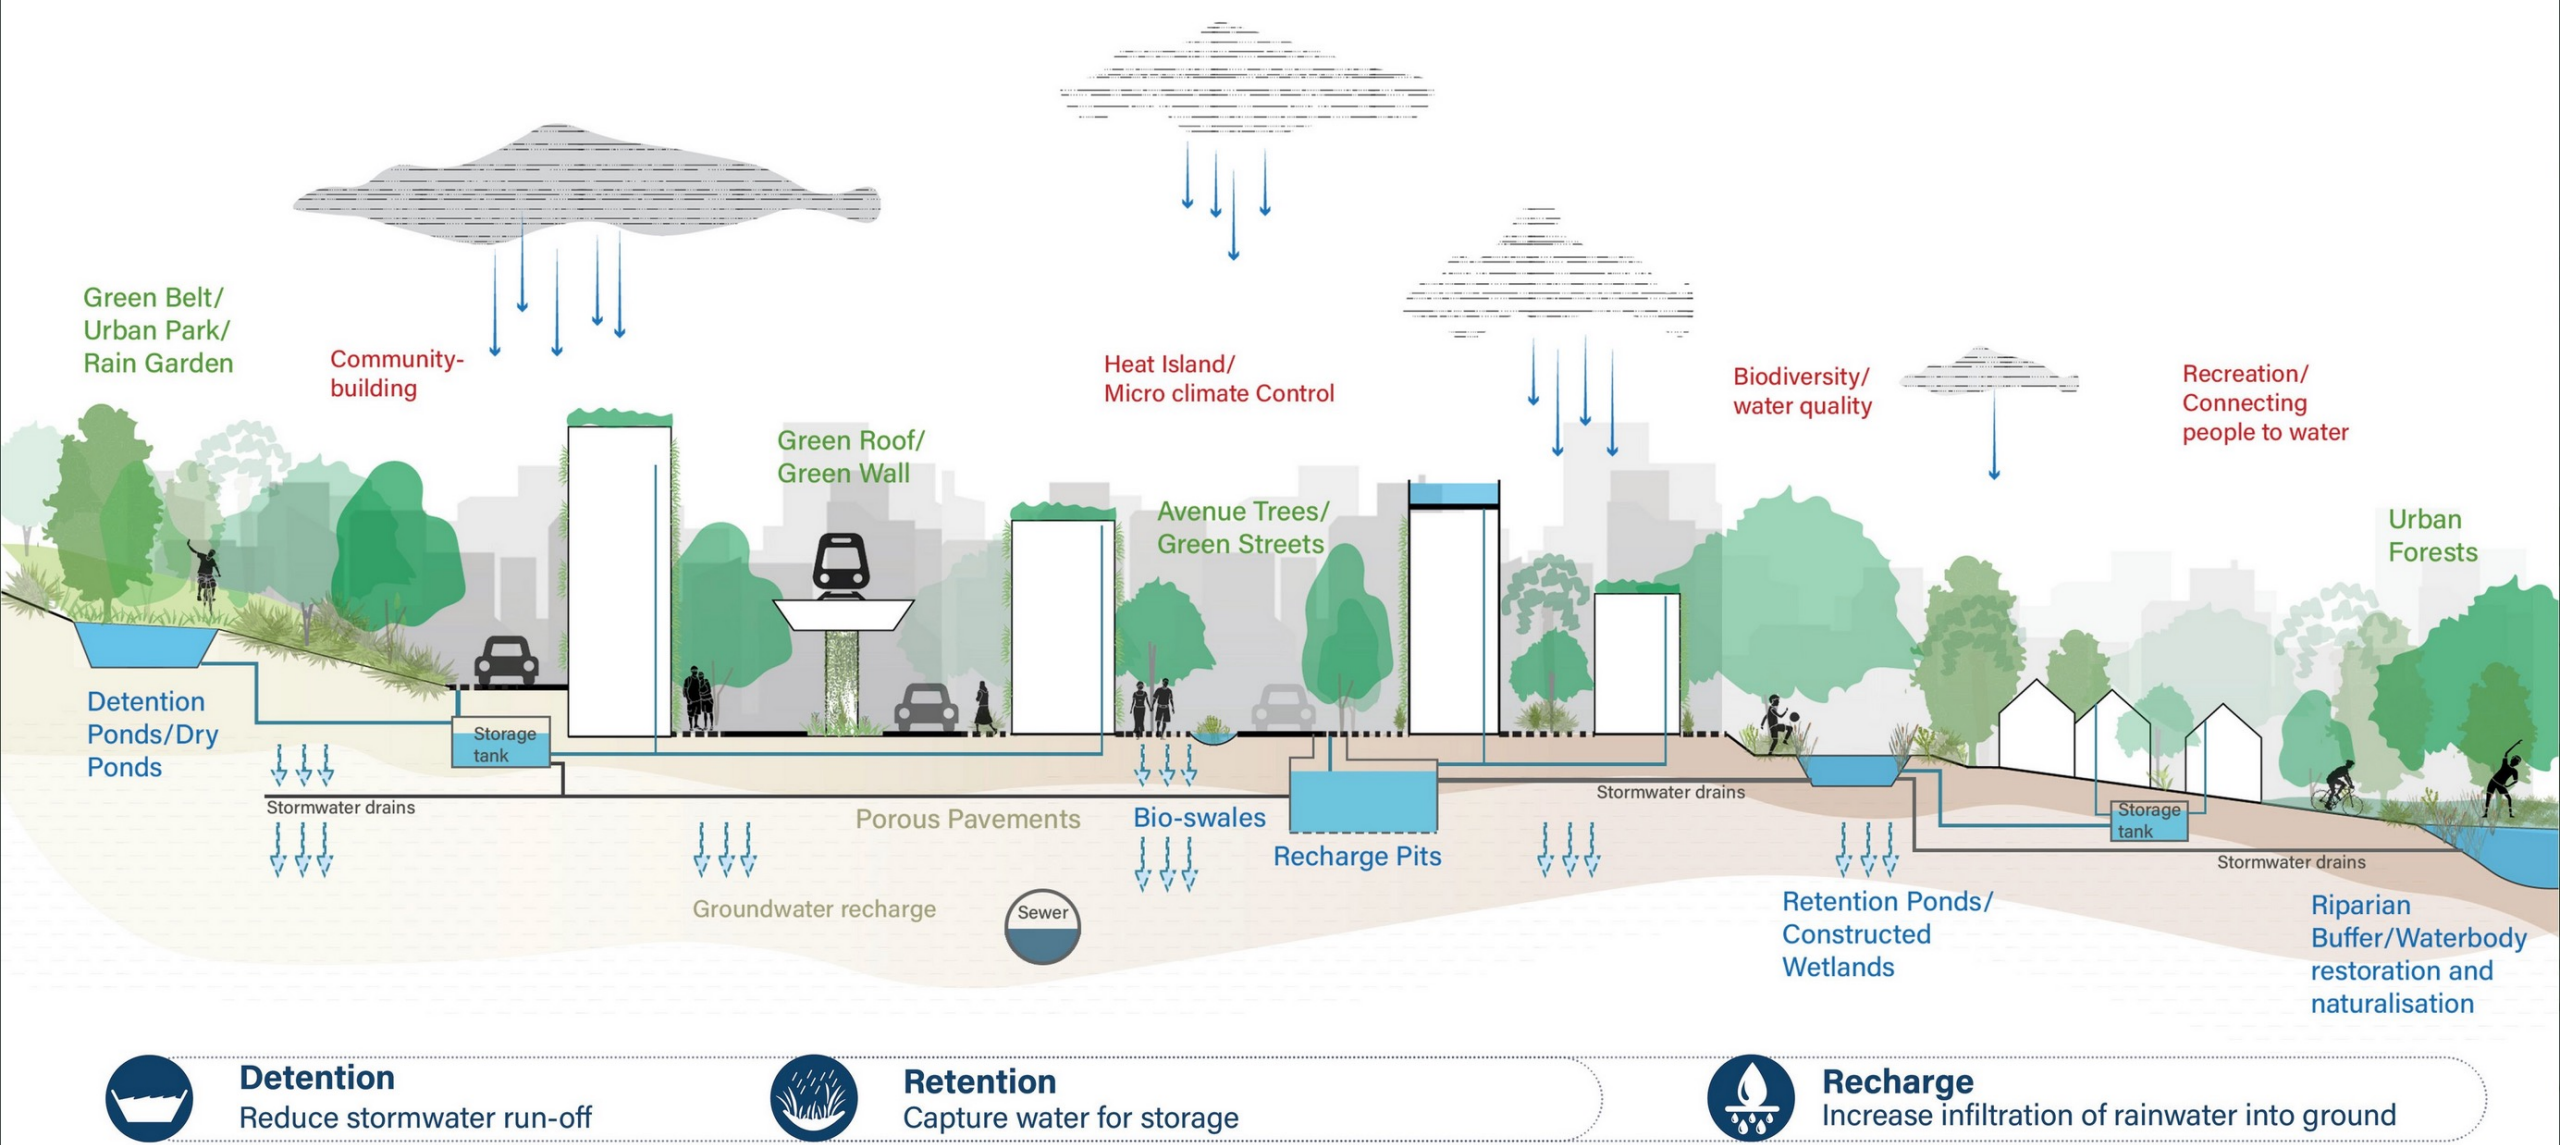 Green Belt/
Urban Park/
Rain Garden
Community-
building
Green Roof/
Green Wall
Heat Island/
Micro climate Control
Avenue Trees/
Green Streets
Biodiversity/
water quality
Recreation/
Connecting
people to water
Urban
Forests
Detention
Ponds/Dry
Ponds
Storage
tank
Stormwater drains
Porous Pavements
Groundwater recharge
Sewer
Bio-swales
Recharge Pits
Stormwater drains
Retention Ponds/
Constructed
Wetlands
Storage
tank
Stormwater drains
Riparian
Buffer/Waterbody
restoration and
naturalisation
Detention
Reduce stormwater run-off
Retention
Capture water for storage
Recharge
Increase infiltration of rainwater into ground